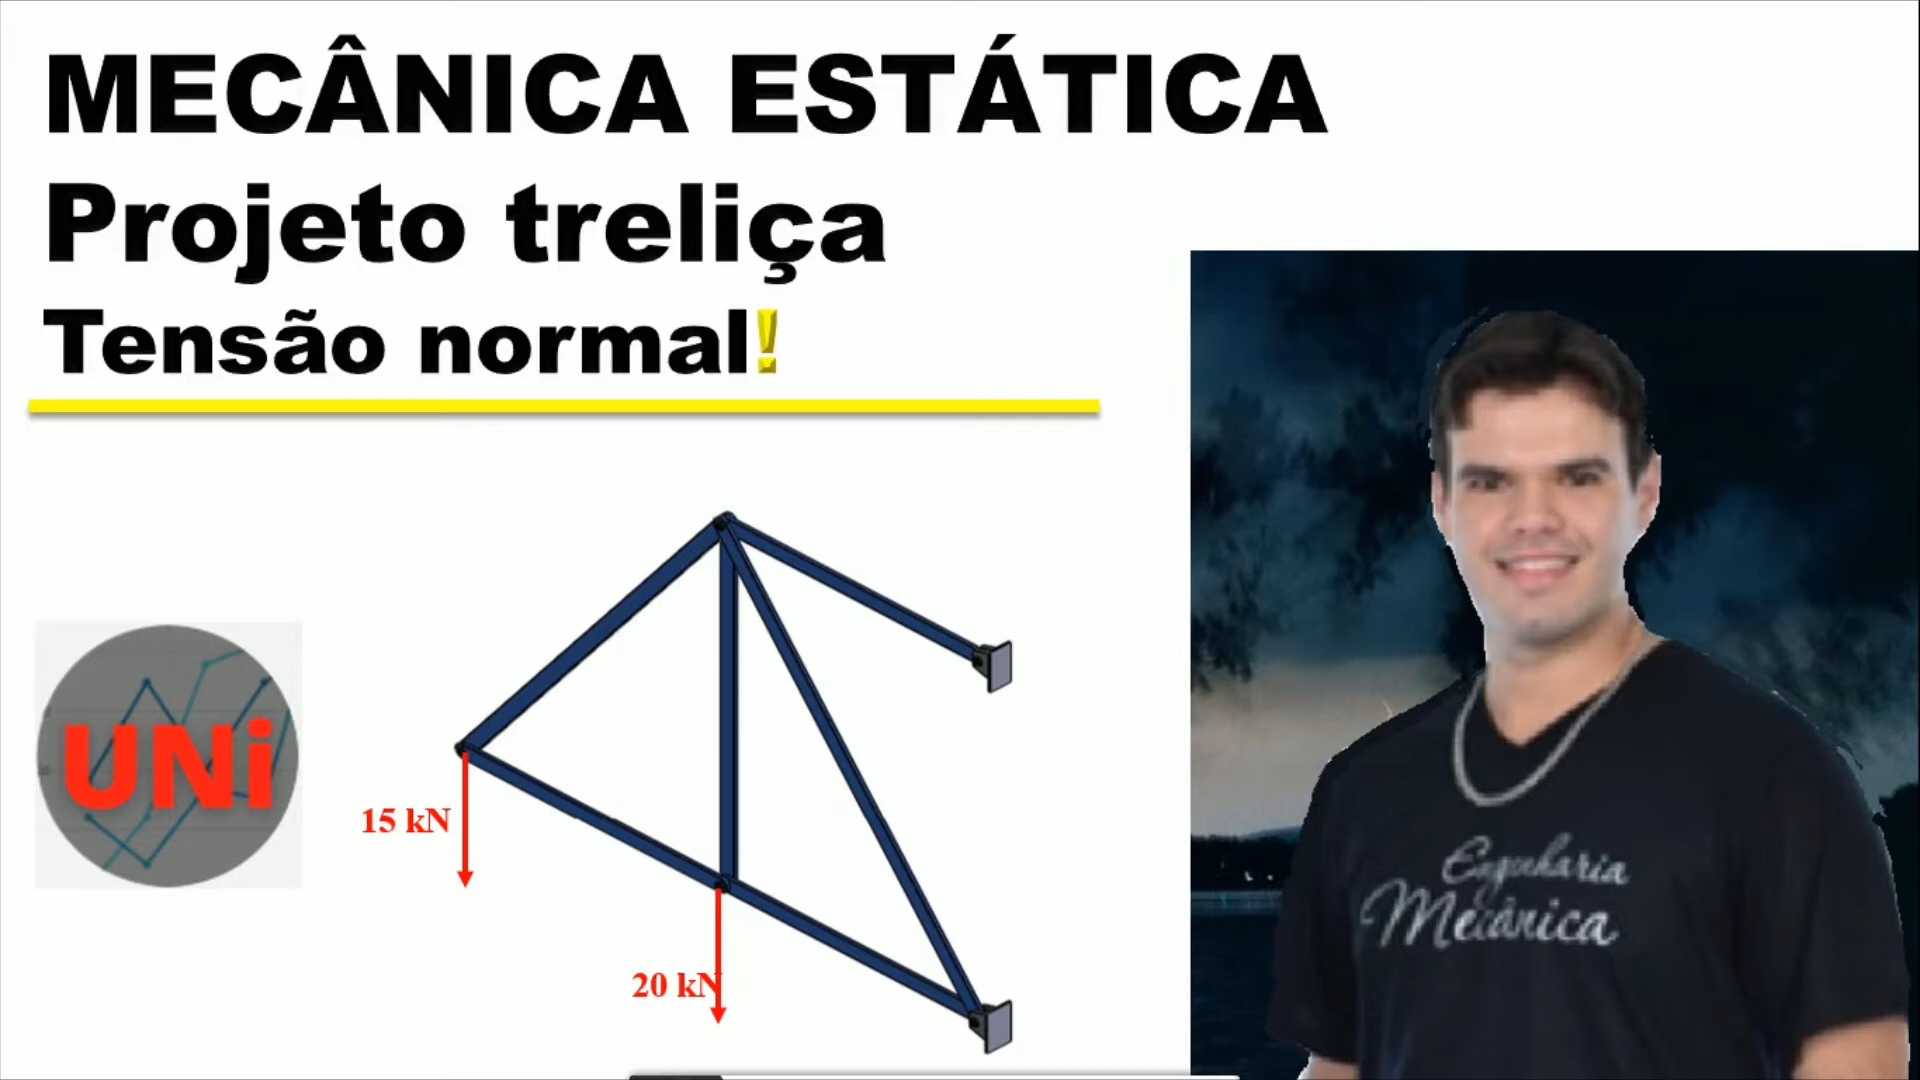 MECÂNICA ESTÁTICA
Projeto treliça
Tensão normal!
UNi
15 kN
20 kN
Engenharia
Mecânica